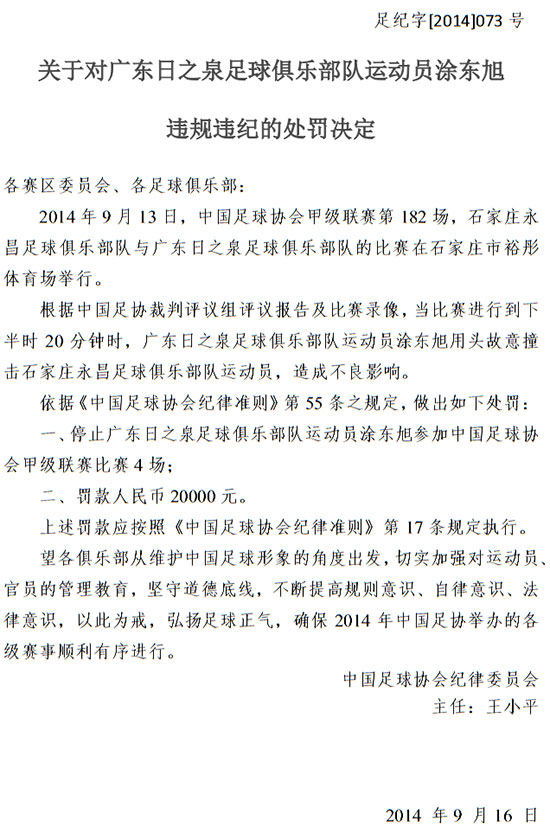 足纪字[2014]073 号
关于对广东日之泉足球俱乐部队运动员涂东旭
违规违纪的处罚决定
各赛区委员会、各足球俱乐部：
2014 年 9 月 13 日，中国足球协会甲级联赛第 182 场，石家庄永
昌足球俱乐部队与广东日之泉足球俱乐部队的比赛在石家庄市裕彤
体育场举行。
根据中国足协裁判评议组评议报告及比赛录像，当比赛进行到下
半时 20 分钟时，广东日之泉足球俱乐部队运动员涂东旭用头故意撞
击石家庄永昌足球俱乐部队运动员，造成不良影响。
依据《中国足球协会纪律准则》第 55 条之规定，做出如下处罚：
一、停止广东日之泉足球俱乐部队运动员涂东旭参加中国足球协
会甲级联赛比赛 4 场；
二、罚款人民币 20000 元。
上述罚款应按照《中国足球协会纪律准则》第 17 条规定执行。
望各俱乐部从维护中国足球形象的角度出发，切实加强对运动员、
官员的管理教育，坚守道德底线，不断提高规则意识、自律意识、法
律意识，以此为戒，弘扬足球正气，确保 2014 年中国足协举办的各
级赛事顺利有序进行。
中国足球协会纪律委员会
主任：王小平
2014 年 9 月 16 日